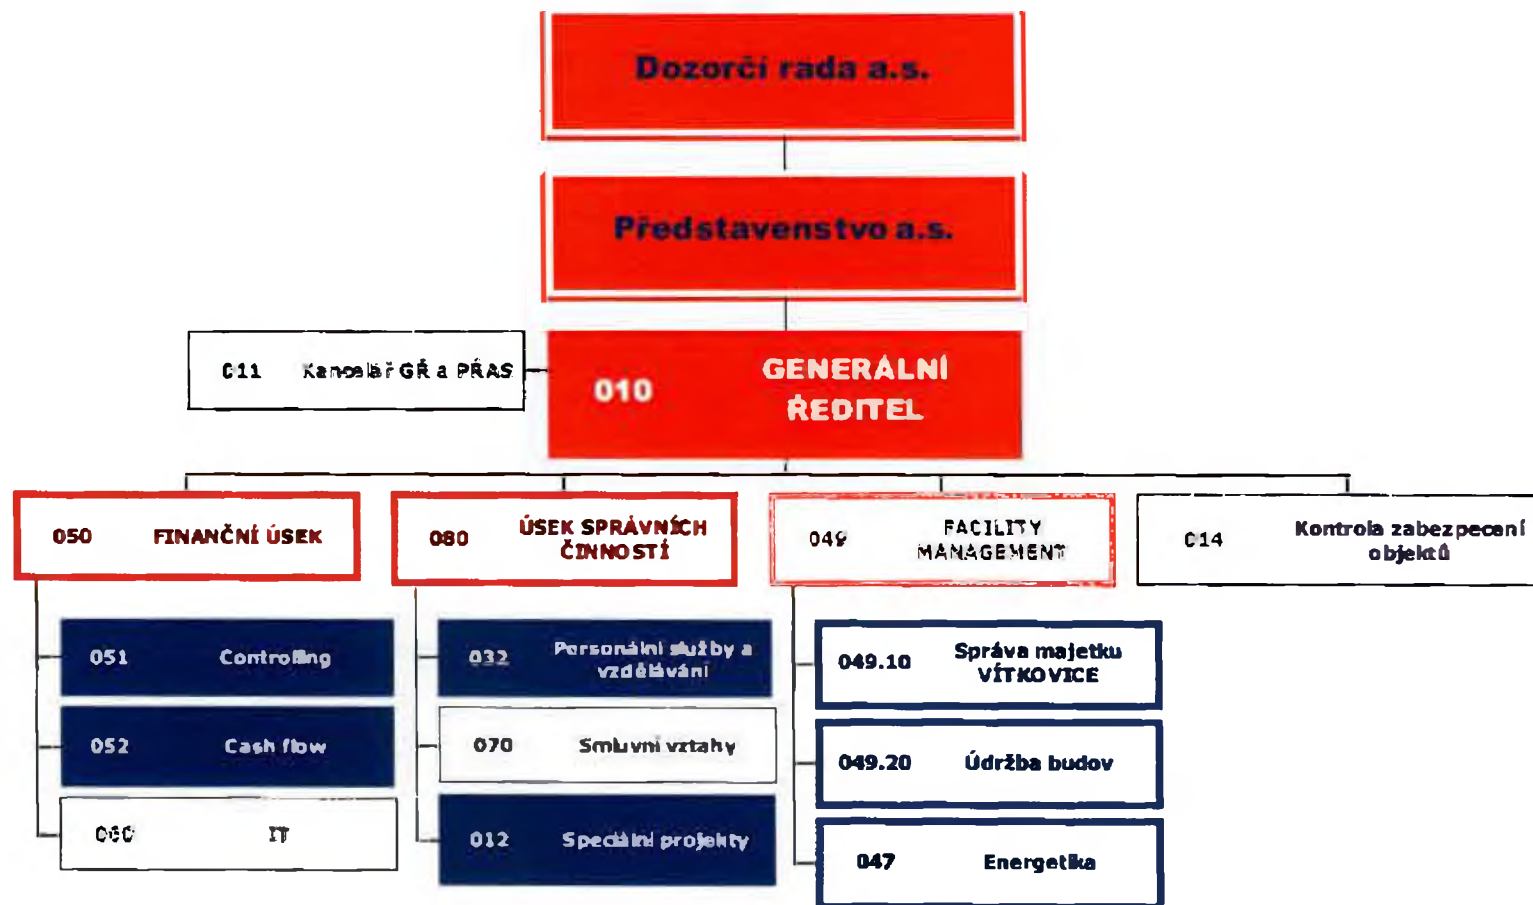 Dozorčí rada a.s.
Představenstvo a.s.
011 Kancelář GŘ a PŘAS
010 GENERÁLNÍ
ŘEDITEL
050 FINANČNÍ ÚSEK
080 ÚSEK SPRÁVNÍCH
ČINNOSTÍ
049 FACILITY
MANAGEMENT
014 Kontrola zabezpečaní
objektů
051 Controlling
032 Personální služby a
vzdělávání
049.10 Správa majetku
VÍTKOVICE
052 Cash flow
070 Smluvní vztahy
049.20 Údržba budov
060 IT
012 Speciální projekty
047 Energetika